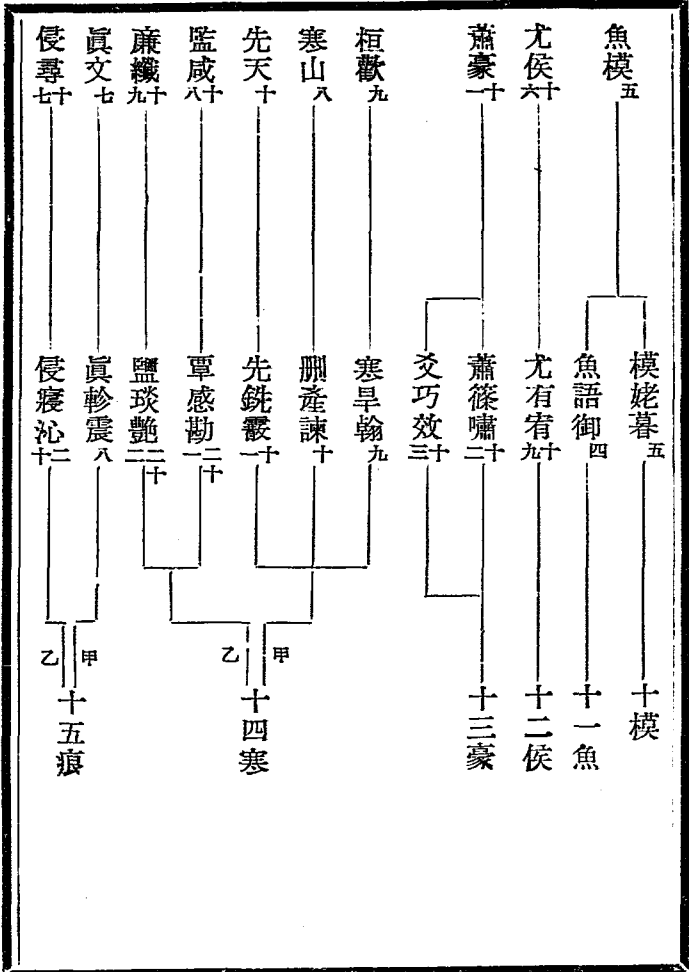 魚模五
尤侯十六
蕭豪十一
桓歡九
寒山八
先天十
監咸十八
廉纖十九
眞文七
侵尋十七
模姥暮五
魚語御四
尤有宥十九
蕭篠嘯十二
爻巧效十三
寒旱翰九
刪產諫十
先銑霰十一
覃感勘二十一
鹽琰艷二十二
眞軫震八
侵寢沁二十
甲
乙
甲
乙
十模
十一魚
十二侯
十三豪
十四寒
十五痕